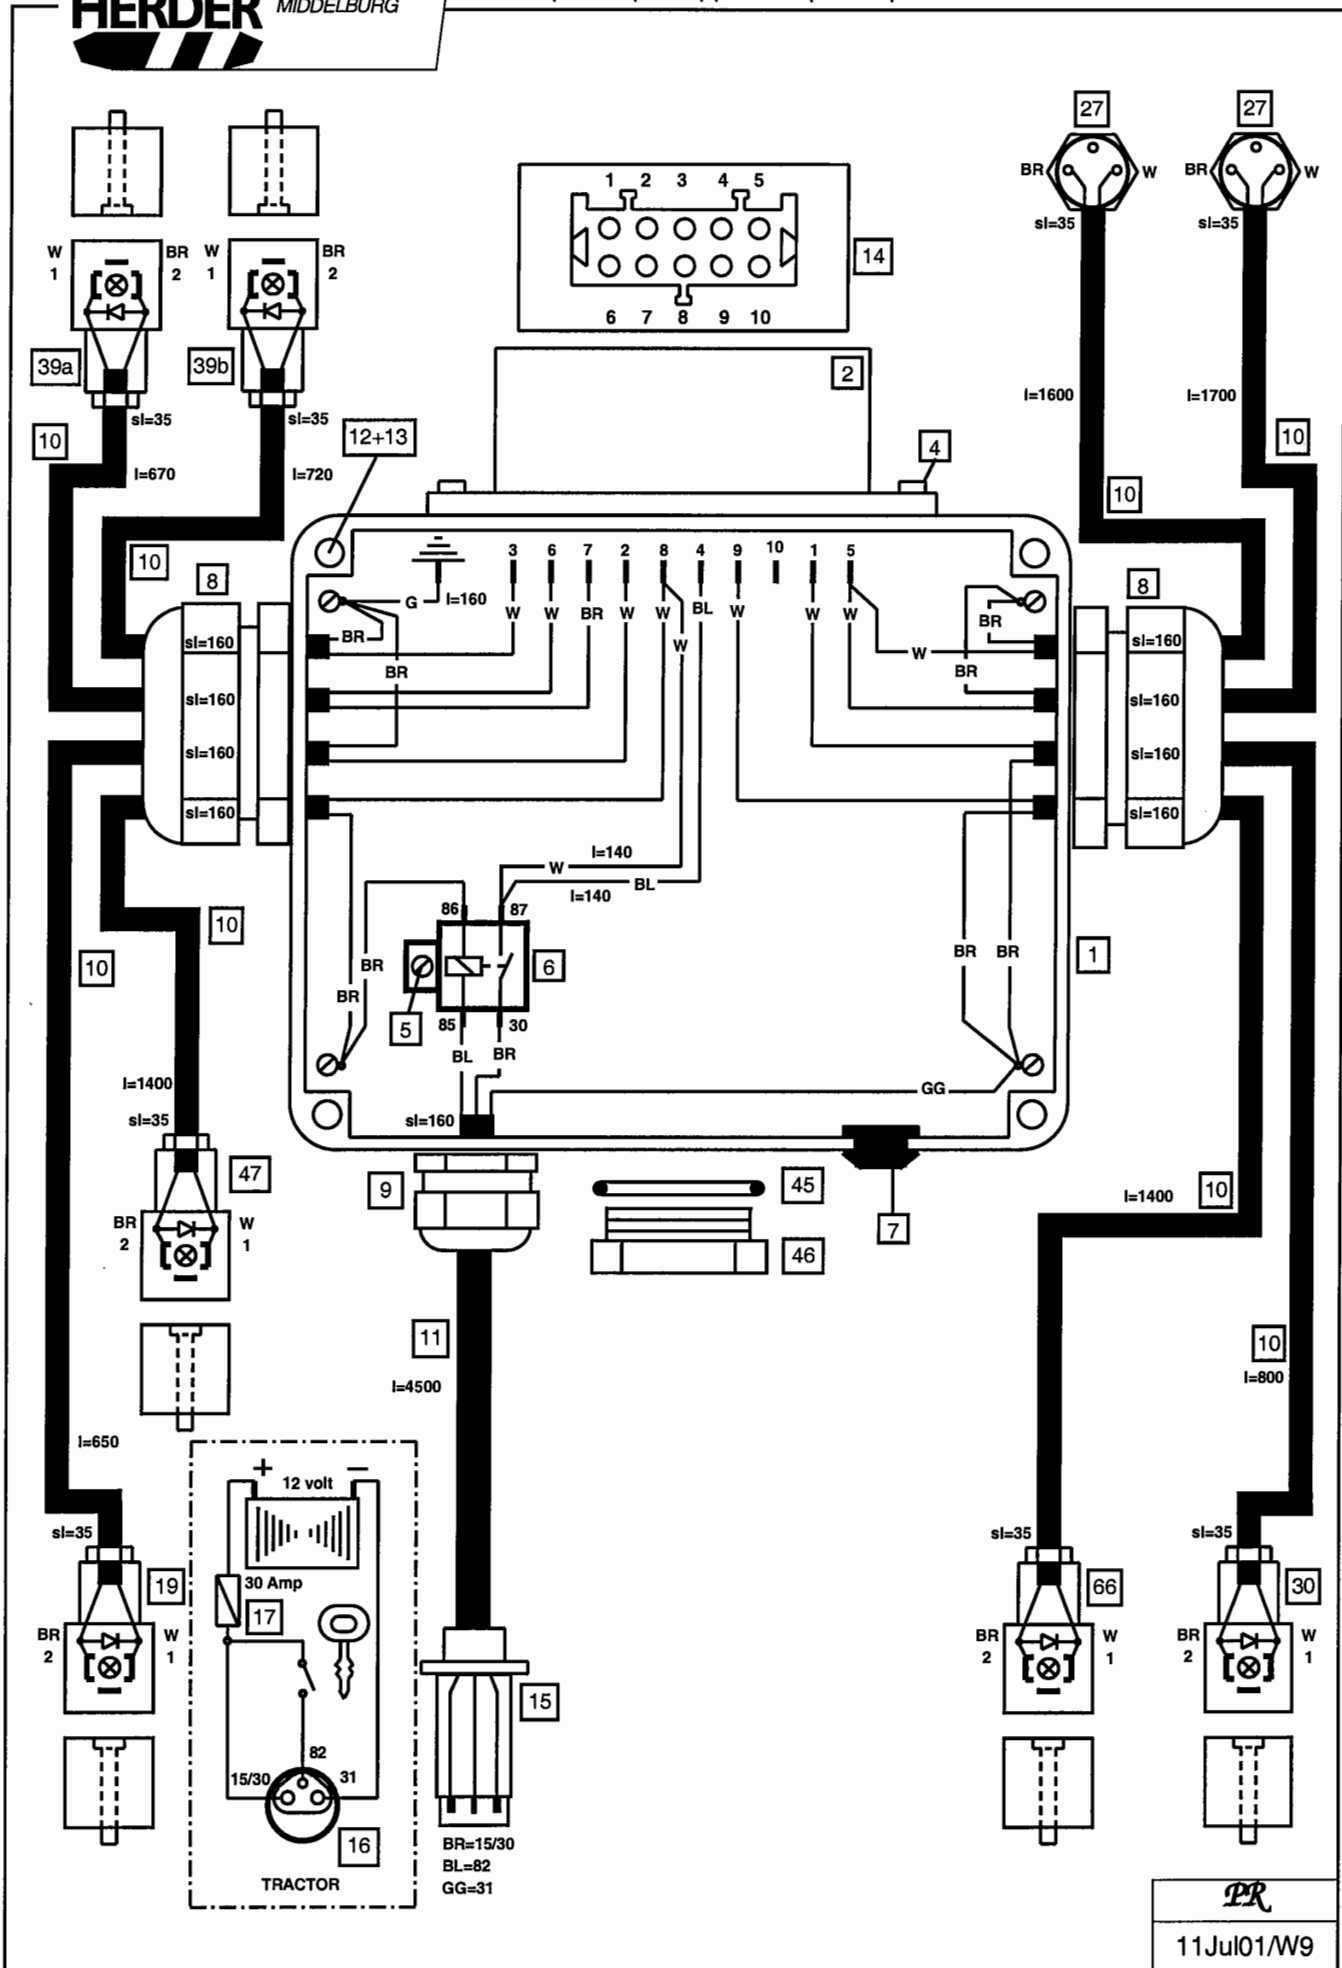 HERDER
MIDDELBURG
27
27
BR
W
BR
W
sl=35
sl=35
1 2 3 4 5
6 7 8 9 10
14
W
1
BR
2
W
1
BR
2
39a
39b
2
sl=35
sl=35
l=1600
l=1700
10
12+13
4
10
l=670
l=720
10
10
8
8
3 6 7 2 8 4 9 10 1 5
G
l=160
W W BR W W BL W W W
W
BR
BR
W
BR
BR
sl=160
sl=160
sl=160
sl=160
sl=160
sl=160
sl=160
sl=160
W
l=140
l=140
BL
86
87
10
10
BR
BR
6
5
85
30
BL
BR
BR
BR
1
GG
l=1400
sl=35
sl=160
47
9
45
46
7
10
l=1400
BR
2
W
1
11
l=4500
10
l=800
l=650
+
−
12 volt
30 Amp
17
sl=35
19
BR
2
W
1
82
15/30
31
16
TRACTOR
15
BR=15/30
BL=82
GG=31
sl=35
66
BR
2
W
1
sl=35
30
BR
2
W
1
PR
11Jul01/W9